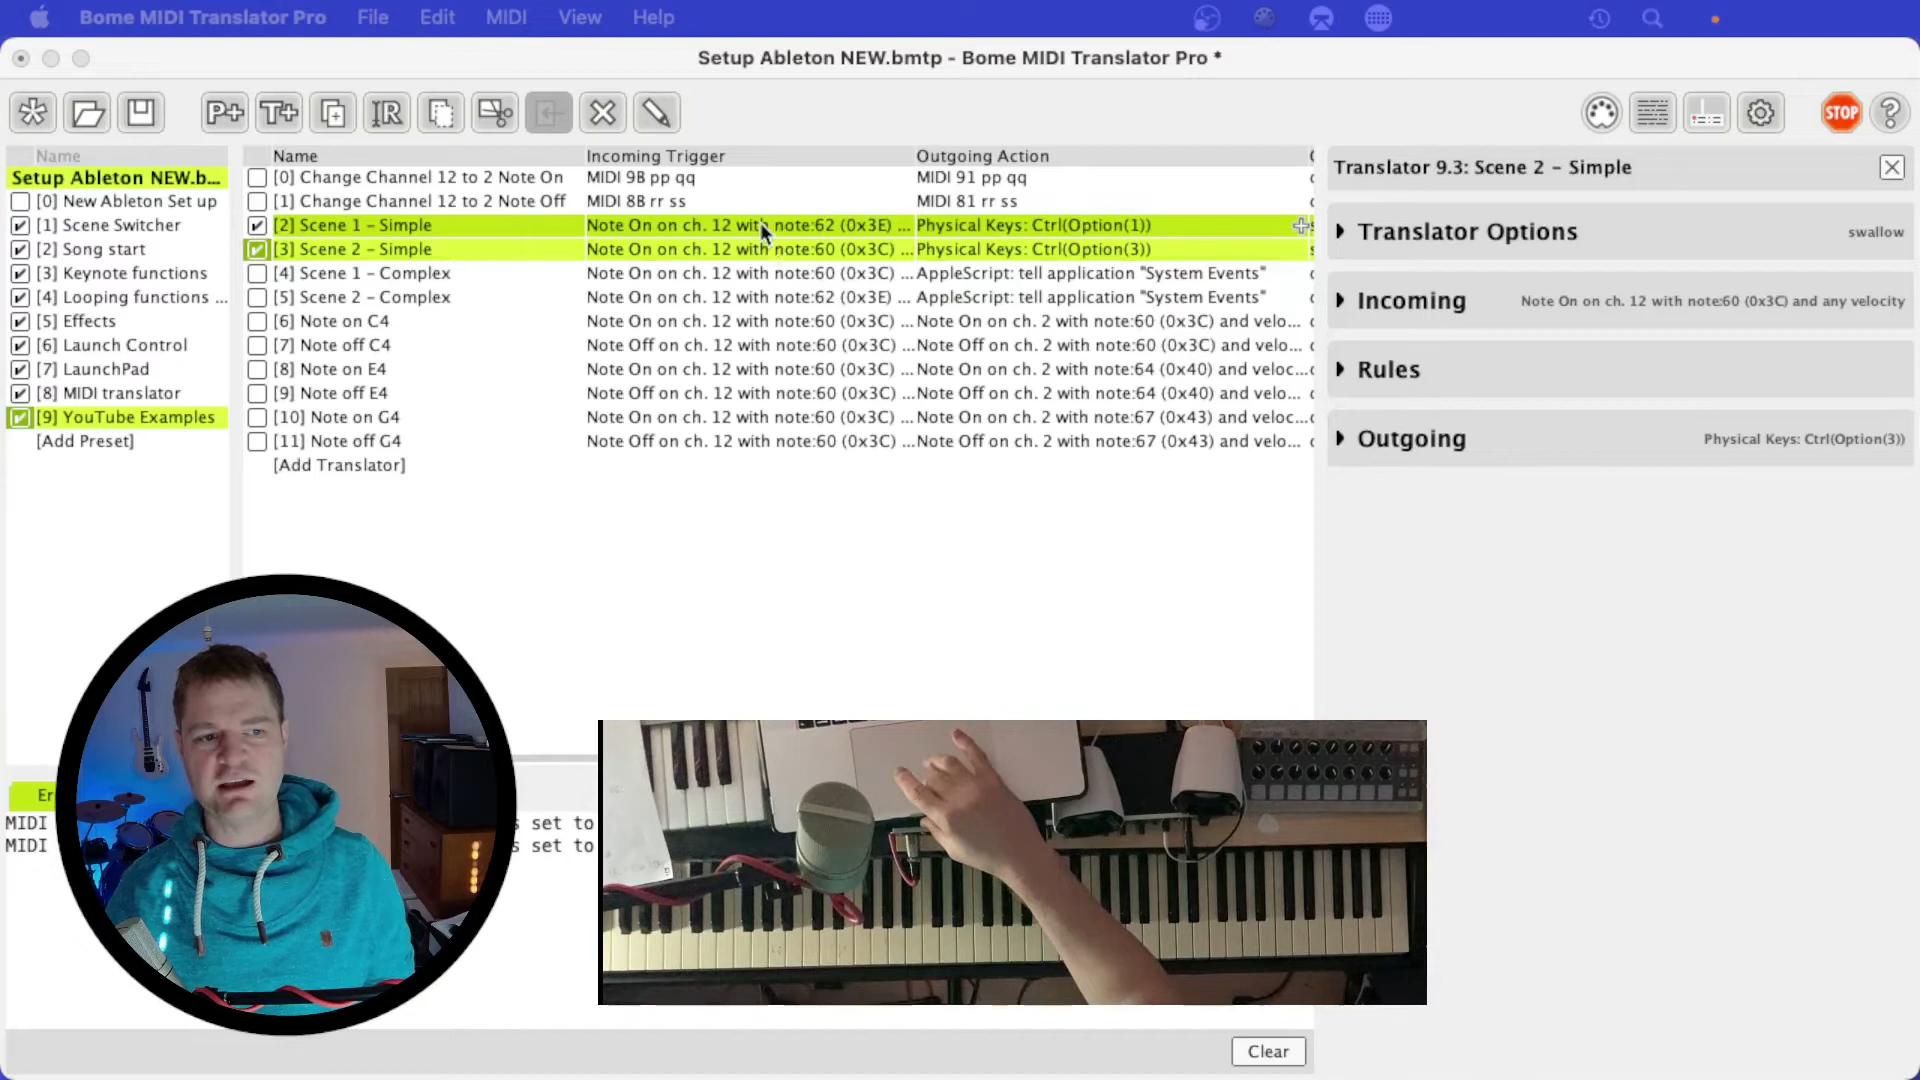 Bome MIDI Translator Pro File Edit MIDI View Help
Setup Ableton NEW.bmtp - Bome MIDI Translator Pro *
P+ T+ R STOP ?
Name
Setup Ableton NEW.b...
[0] New Ableton Set up
[1] Scene Switcher
[2] Song start
[3] Keynote functions
[4] Looping functions ...
[5] Effects
[6] Launch Control
[7] LaunchPad
[8] MIDI translator
[9] YouTube Examples
[Add Preset]
Name Incoming Trigger Outgoing Action
[0] Change Channel 12 to 2 Note On MIDI 9B pp qq MIDI 91 pp qq
[1] Change Channel 12 to 2 Note Off MIDI 8B rr ss MIDI 81 rr ss
[2] Scene 1 - Simple Note On on ch. 12 with note:62 (0x3E) ... Physical Keys: Ctrl(Option(1))
[3] Scene 2 - Simple Note On on ch. 12 with note:60 (0x3C) ... Physical Keys: Ctrl(Option(3))
[4] Scene 1 - Complex Note On on ch. 12 with note:60 (0x3C) ... AppleScript: tell application "System Events"
[5] Scene 2 - Complex Note On on ch. 12 with note:62 (0x3E) ... AppleScript: tell application "System Events"
[6] Note on C4 Note On on ch. 12 with note:60 (0x3C) ... Note On on ch. 2 with note:60 (0x3C) and velo...
[7] Note off C4 Note Off on ch. 12 with note:60 (0x3C) ... Note Off on ch. 2 with note:60 (0x3C) and velo...
[8] Note on E4 Note On on ch. 12 with note:60 (0x3C) ... Note On on ch. 2 with note:64 (0x40) and veloc...
[9] Note off E4 Note Off on ch. 12 with note:60 (0x3C) ... Note Off on ch. 2 with note:64 (0x40) and velo...
[10] Note on G4 Note On on ch. 12 with note:60 (0x3C) ... Note On on ch. 2 with note:67 (0x43) and veloc...
[11] Note off G4 Note Off on ch. 12 with note:60 (0x3C) ... Note Off on ch. 2 with note:67 (0x43) and velo...
[Add Translator]
Translator 9.3: Scene 2 - Simple
Translator Options swallow
Incoming Note On on ch. 12 with note:60 (0x3C) and any velocity
Rules
Outgoing Physical Keys: Ctrl(Option(3))
MIDI set to
MIDI set to
Clear